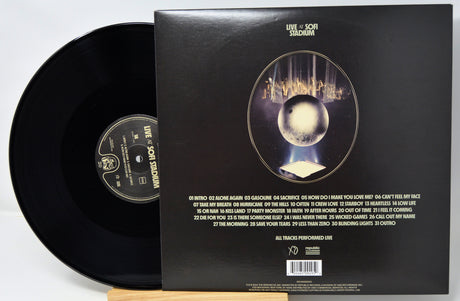 LIVE AT SOFI
STADIUM
01 INTRO 02 ALONE AGAIN 03 GASOLINE 04 SACRIFICE 05 HOW DO I MAKE YOU LOVE ME? 06 CAN'T FEEL MY FACE
07 TAKE MY BREATH 08 HURRICANE 09 THE HILLS 10 OFTEN 11 CREW LOVE 12 STARBOY 13 HEARTLESS 14 LOW LIFE
15 OR NAH 16 KISS LAND 17 PARTY MONSTER 18 FAITH 19 AFTER HOURS 20 OUT OF TIME 21 I FEEL IT COMING
22 DIE FOR YOU 23 IS THERE SOMEONE ELSE? 24 I WAS NEVER THERE 25 WICKED GAMES 26 CALL OUT MY NAME
27 THE MORNING 28 SAVE YOUR TEARS 29 LESS THAN ZERO 30 BLINDING LIGHTS 31 OUTRO
ALL TRACKS PERFORMED LIVE
XO
republic
LIVE AT SOFI
STADIUM